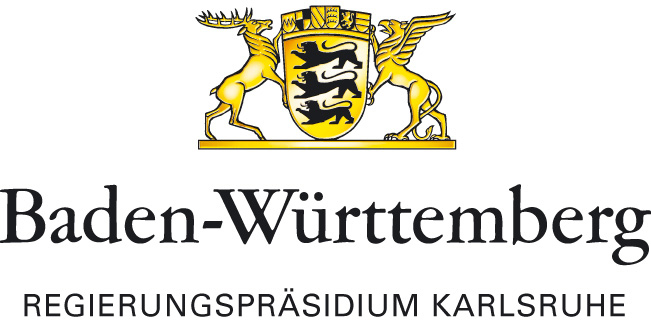 Baden-Württemberg
REGIERUNGSPRÄSIDIUM KARLSRUHE